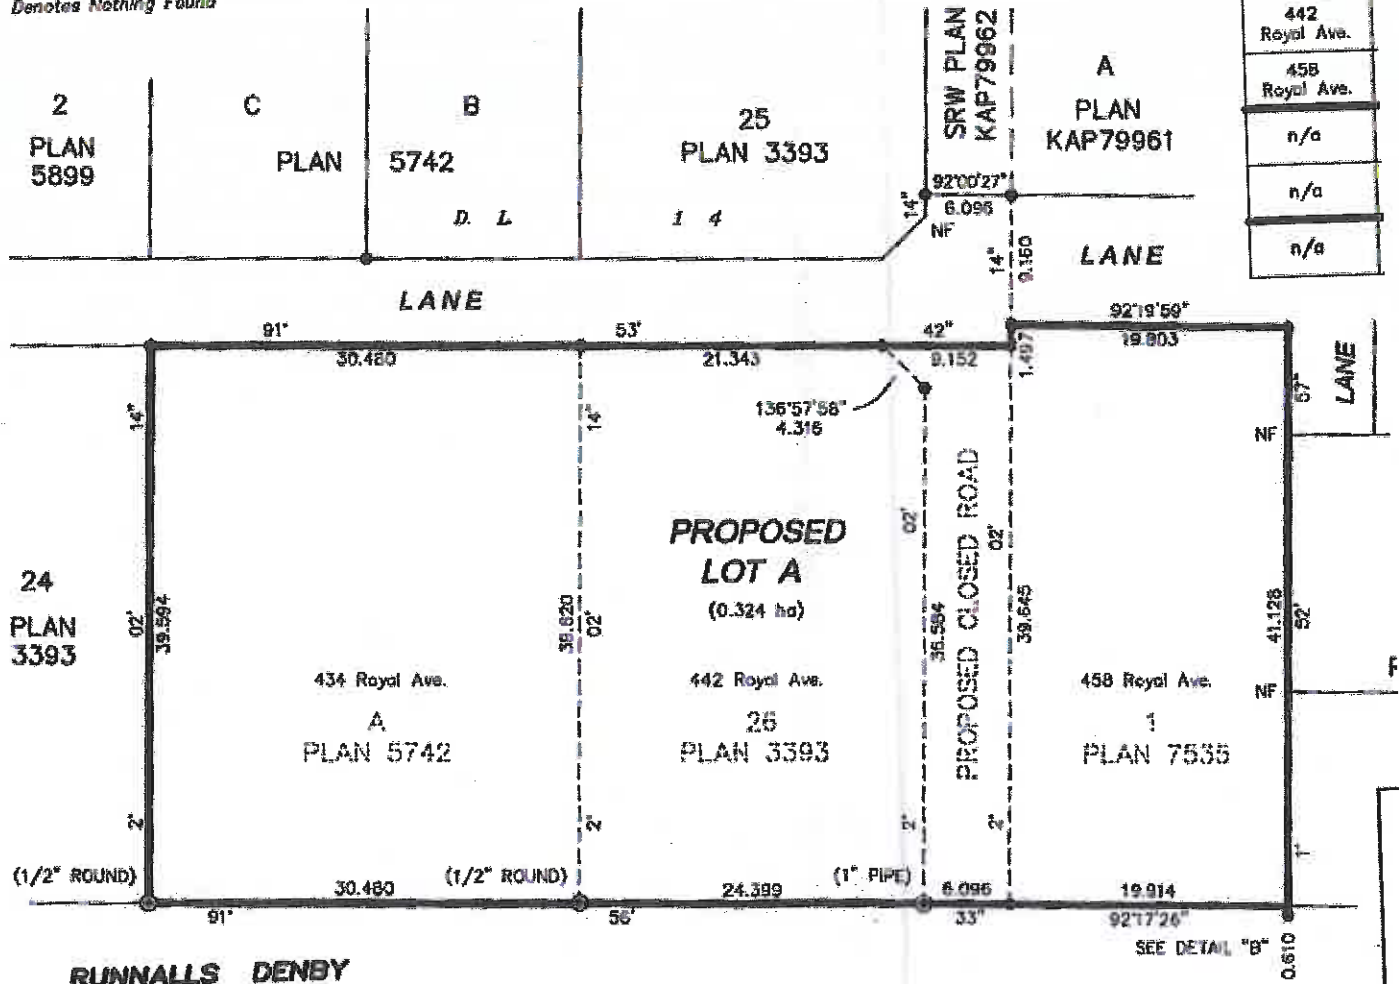 Denotes Nothing Found
2
PLAN
5899
C
PLAN
B
5742
D. L.
1 4
25
PLAN 3393
SRW PLAN
KAP79962
A
PLAN
KAP79961
442
Royal Ave.
458
Royal Ave.
n/a
n/a
n/a
92°00'27"
6.096
NF
14"
14"
9.160
LANE
LANE
91°
53'
42"
30.480
21.343
9.152
92°19'59"
19.903
1.497
LANE
57"
NF
136°57'58"
4.316
14"
14"
PROPOSED
LOT A
(0.324 ha)
PROPOSED CLOSED ROAD
24
PLAN
3393
02'
39.594
02'
02'
36.584
02'
39.645
41.128
52'
434 Royal Ave.
A
PLAN 5742
442 Royal Ave.
26
PLAN 3393
458 Royal Ave.
1
PLAN 7535
NF
2°
2°
2°
2°
1°
(1/2" ROUND)
30.480
(1/2" ROUND)
24.399
(1" PIPE)
6.096
19.914
91°
56'
33"
92°17'26"
SEE DETAIL "B"
0.610
RUNNALLS DENBY